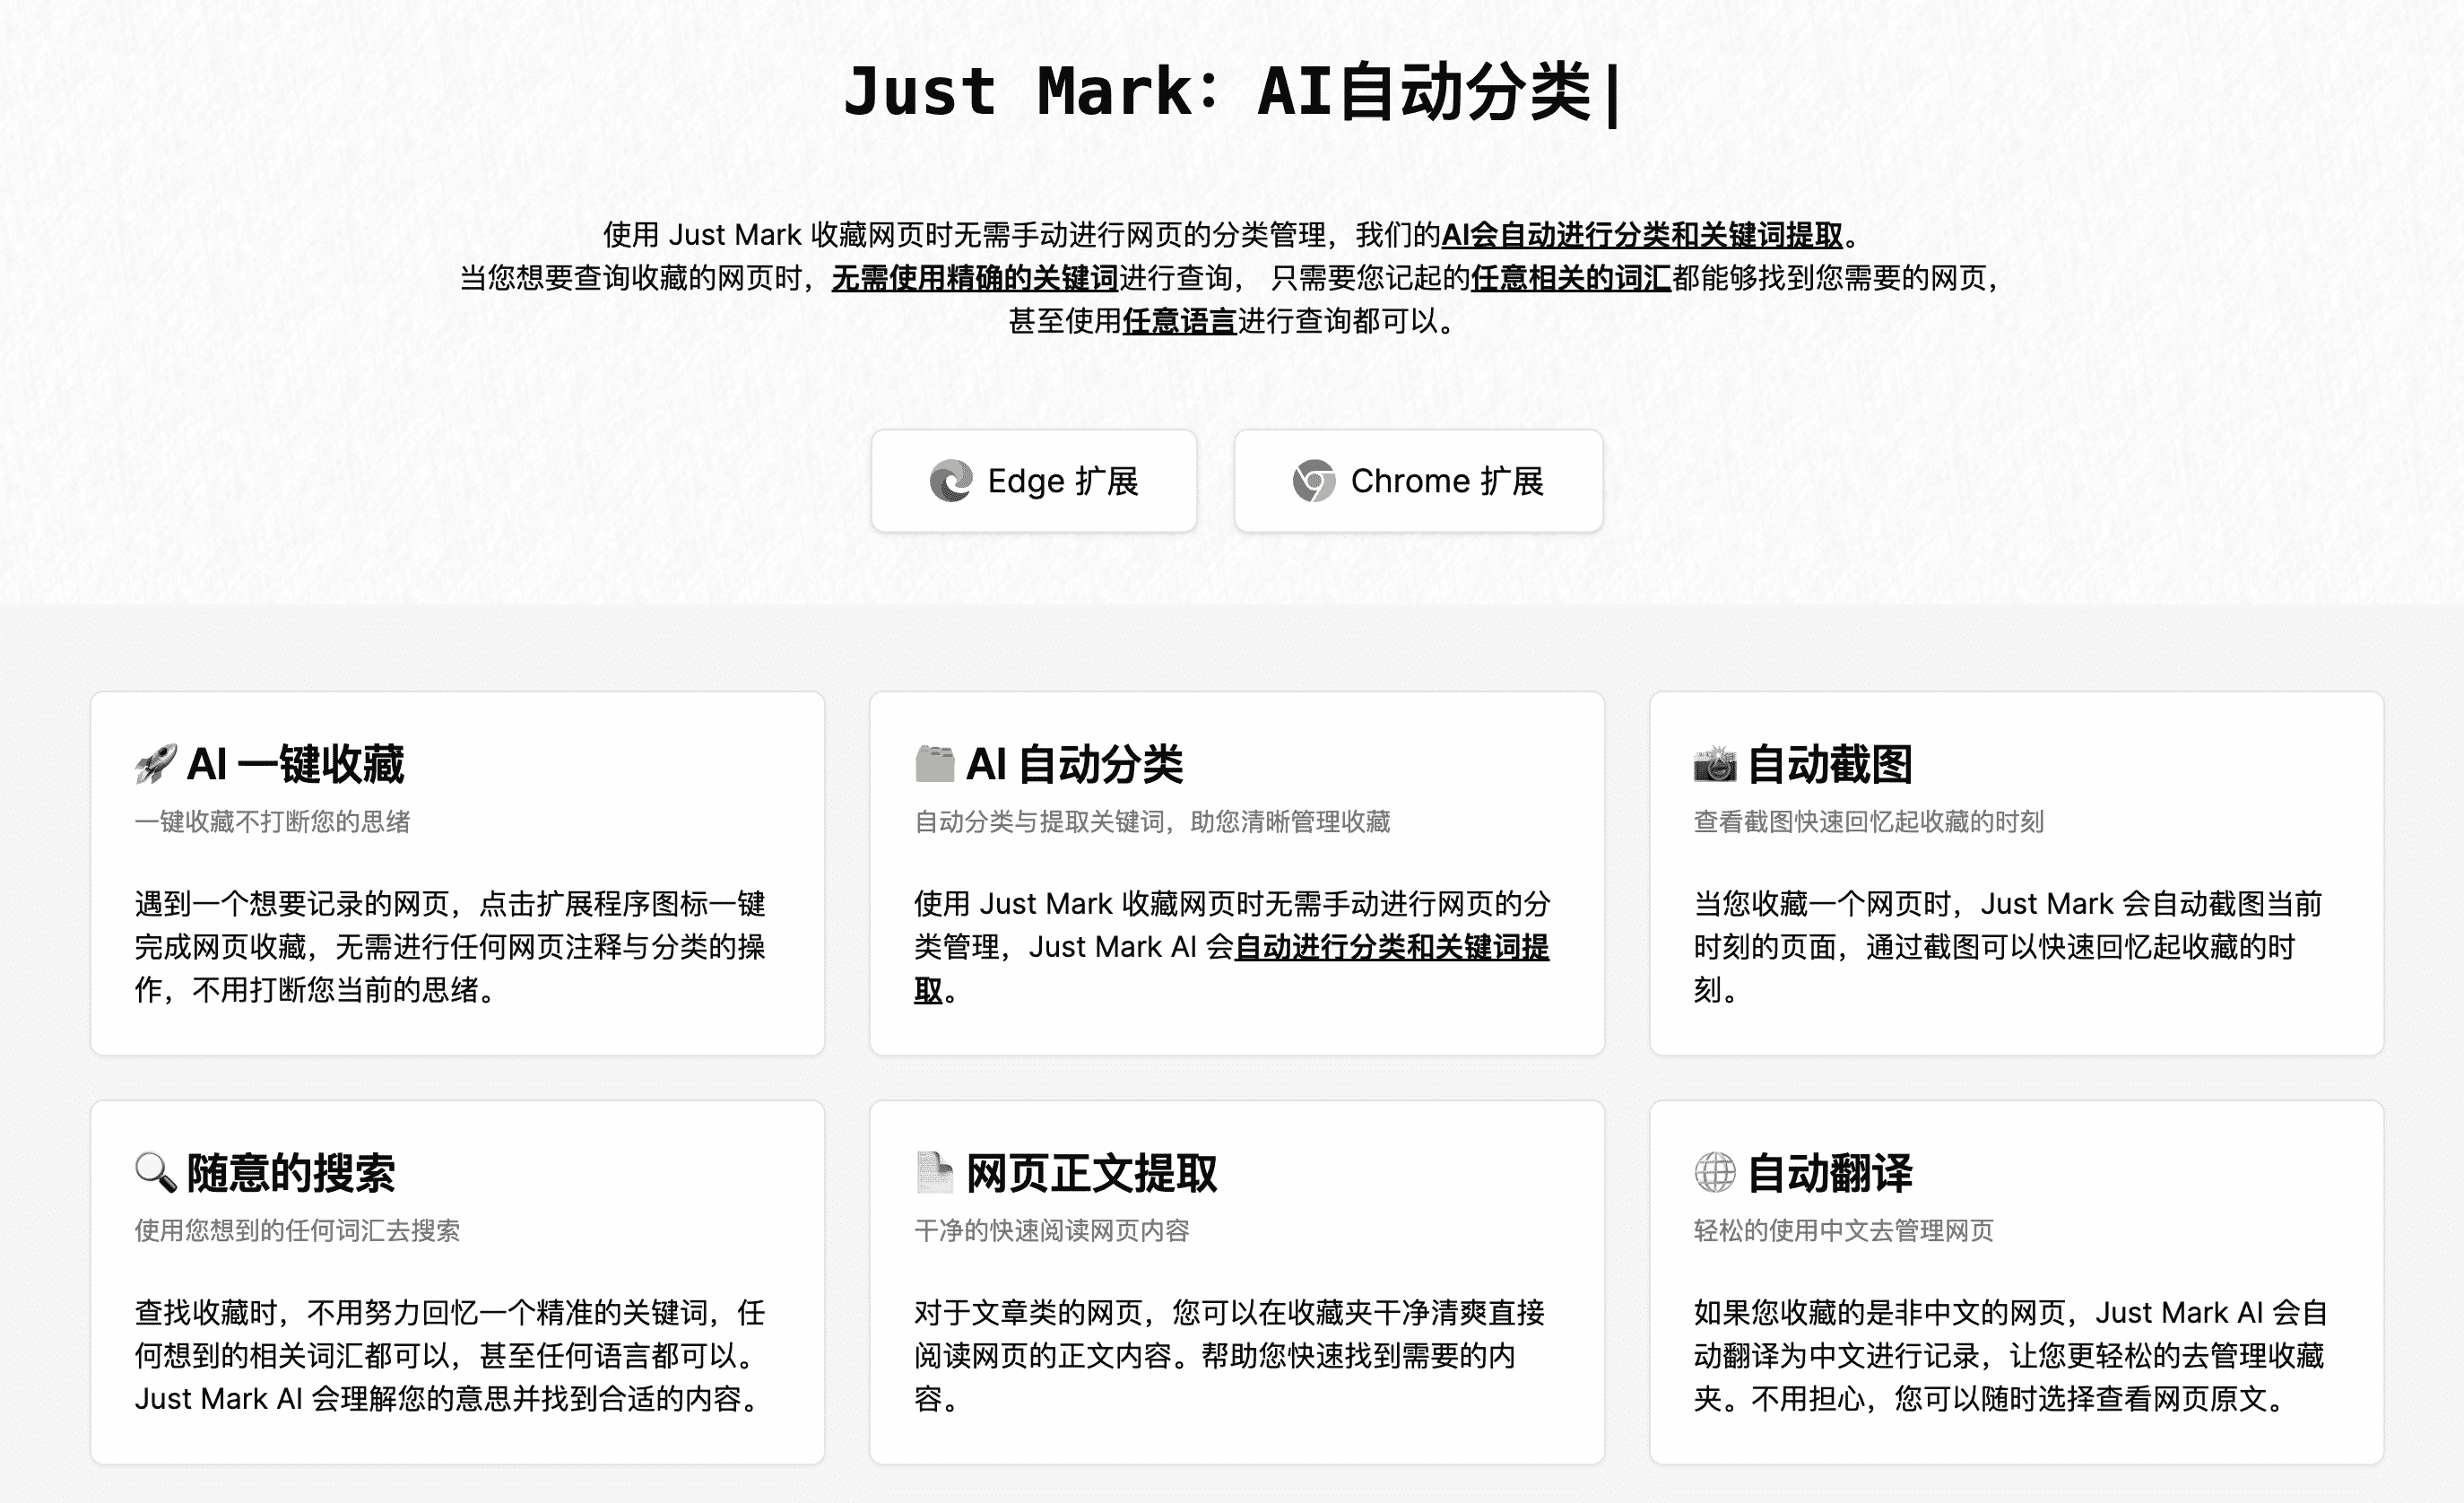 Just Mark：AI自动分类|
使用 Just Mark 收藏网页时无需手动进行网页的分类管理，我们的AI会自动进行分类和关键词提取。
当您想要查询收藏的网页时，无需使用精确的关键词进行查询， 只需要您记起的任意相关的词汇都能够找到您需要的网页，
甚至使用任意语言进行查询都可以。
Edge 扩展
Chrome 扩展
AI 一键收藏
一键收藏不打断您的思绪
遇到一个想要记录的网页，点击扩展程序图标一键
完成网页收藏，无需进行任何网页注释与分类的操
作，不用打断您当前的思绪。
AI 自动分类
自动分类与提取关键词，助您清晰管理收藏
使用 Just Mark 收藏网页时无需手动进行网页的分
类管理，Just Mark AI 会自动进行分类和关键词提
取。
自动截图
查看截图快速回忆起收藏的时刻
当您收藏一个网页时，Just Mark 会自动截图当前
时刻的页面，通过截图可以快速回忆起收藏的时
刻。
随意的搜索
使用您想到的任何词汇去搜索
查找收藏时，不用努力回忆一个精准的关键词，任
何想到的相关词汇都可以，甚至任何语言都可以。
Just Mark AI 会理解您的意思并找到合适的内容。
网页正文提取
干净的快速阅读网页内容
对于文章类的网页，您可以在收藏夹干净清爽直接
阅读网页的正文内容。帮助您快速找到需要的内
容。
自动翻译
轻松的使用中文去管理网页
如果您收藏的是非中文的网页，Just Mark AI 会自
动翻译为中文进行记录，让您更轻松的去管理收藏
夹。不用担心，您可以随时选择查看网页原文。